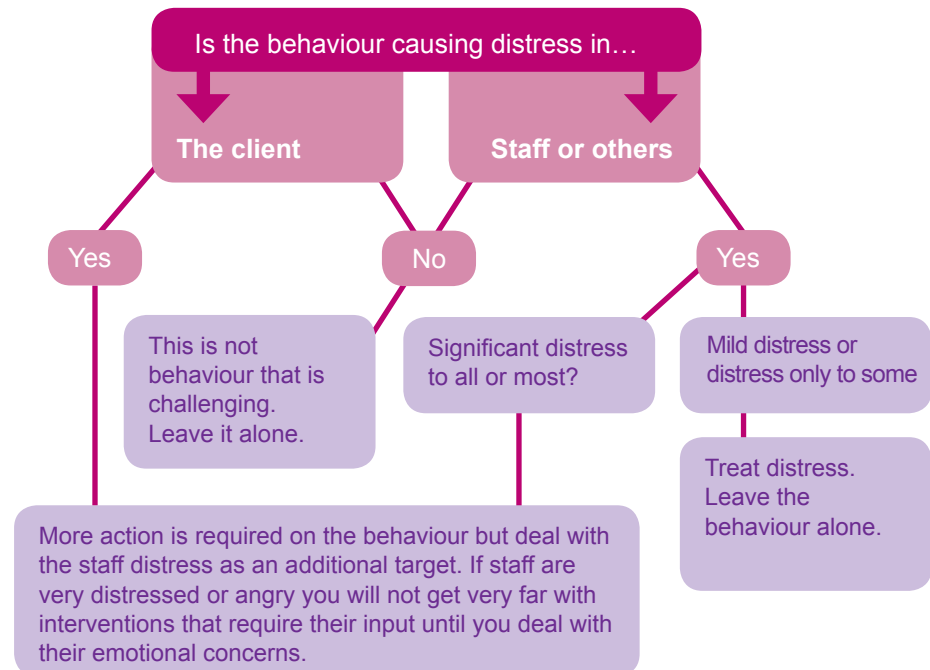 Is the behaviour causing distress in…
The client
Staff or others
Yes
No
Yes
This is not
behaviour that is
challenging.
Leave it alone.
Significant distress
to all or most?
Mild distress or
distress only to some
Treat distress.
Leave the
behaviour alone.
More action is required on the behaviour but deal with
the staff distress as an additional target. If staff are
very distressed or angry you will not get very far with
interventions that require their input until you deal with
their emotional concerns.